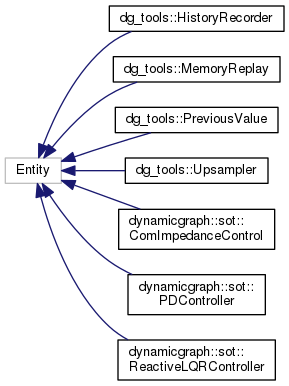 dg_tools::HistoryRecorder
dg_tools::MemoryReplay
dg_tools::PreviousValue
Entity
dg_tools::Upsampler
dynamicgraph::sot::
ComImpedanceControl
dynamicgraph::sot::
PDController
dynamicgraph::sot::
ReactiveLQRController